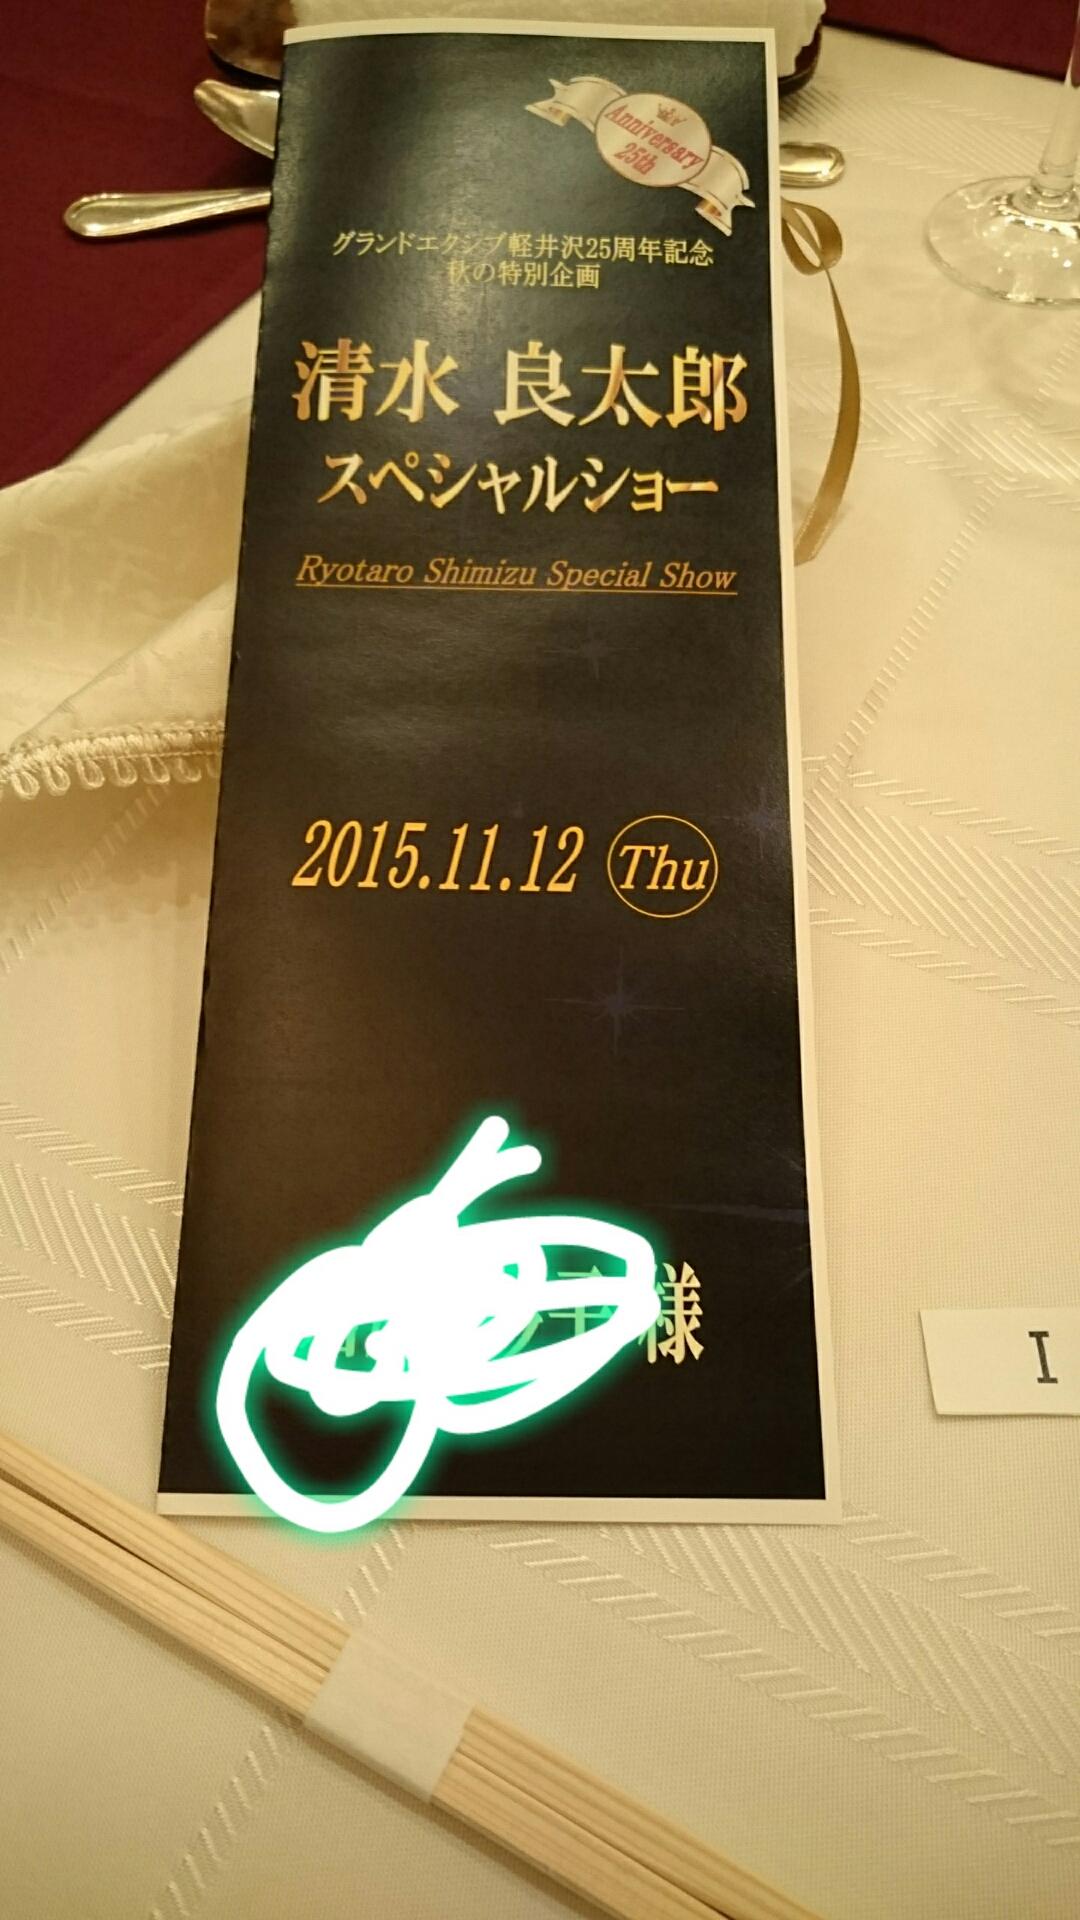 Anniversary
25th
グランドエクシブ軽井沢25周年記念
秋の特別企画
清水 良太郎
スペシャルショー
Ryotaro Shimizu Special Show
2015.11.12 Thu
様
I